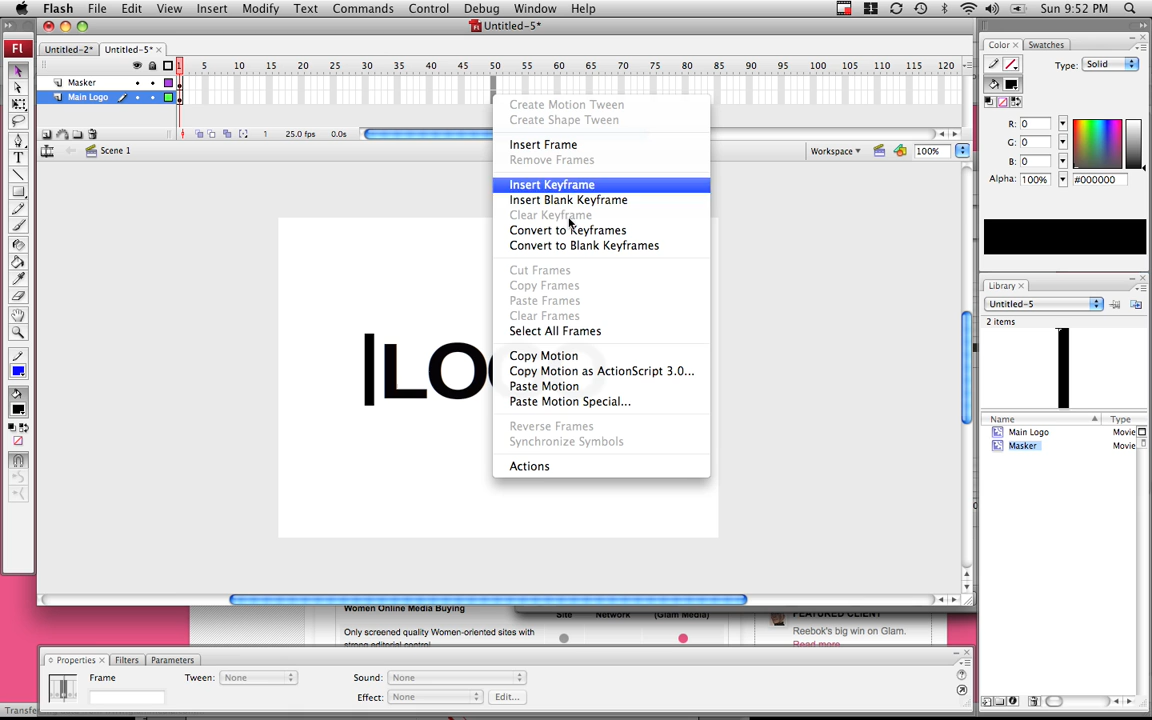 Flash File Edit View Insert Modify Text Commands Control Debug Window Help Sun 9:52 PM
Untitled-5*
Untitled-2* Untitled-5*
1 5 10 15 20 25 30 35 40 45 50 55 60 65 70 75 80 85 90 95 100 105 110 115 120
Masker
Main Logo
1 25.0 fps 0.0s
Scene 1 Workspace 100%
Create Motion Tween
Create Shape Tween
Insert Frame
Remove Frames
Insert Keyframe
Insert Blank Keyframe
Clear Keyframe
Convert to Keyframes
Convert to Blank Keyframes
Cut Frames
Copy Frames
Paste Frames
Clear Frames
Select All Frames
Copy Motion
Copy Motion as ActionScript 3.0...
Paste Motion
Paste Motion Special...
Reverse Frames
Synchronize Symbols
Actions
Fl
Color Swatches
Type: Solid
R: 0
G: 0
B: 0
Alpha: 100% #000000
Library
Untitled-5
2 items
Name Type
Main Logo Movie
Masker Movie
Women Online Media Buying Site Network (Glam Media) FEATURED CLIENT
Only screened quality Women-oriented sites with
Reebok's big win on Glam.
Read more
Properties Filters Parameters
Frame Tween: None Sound: None
Effect: None Edit...
Transfe